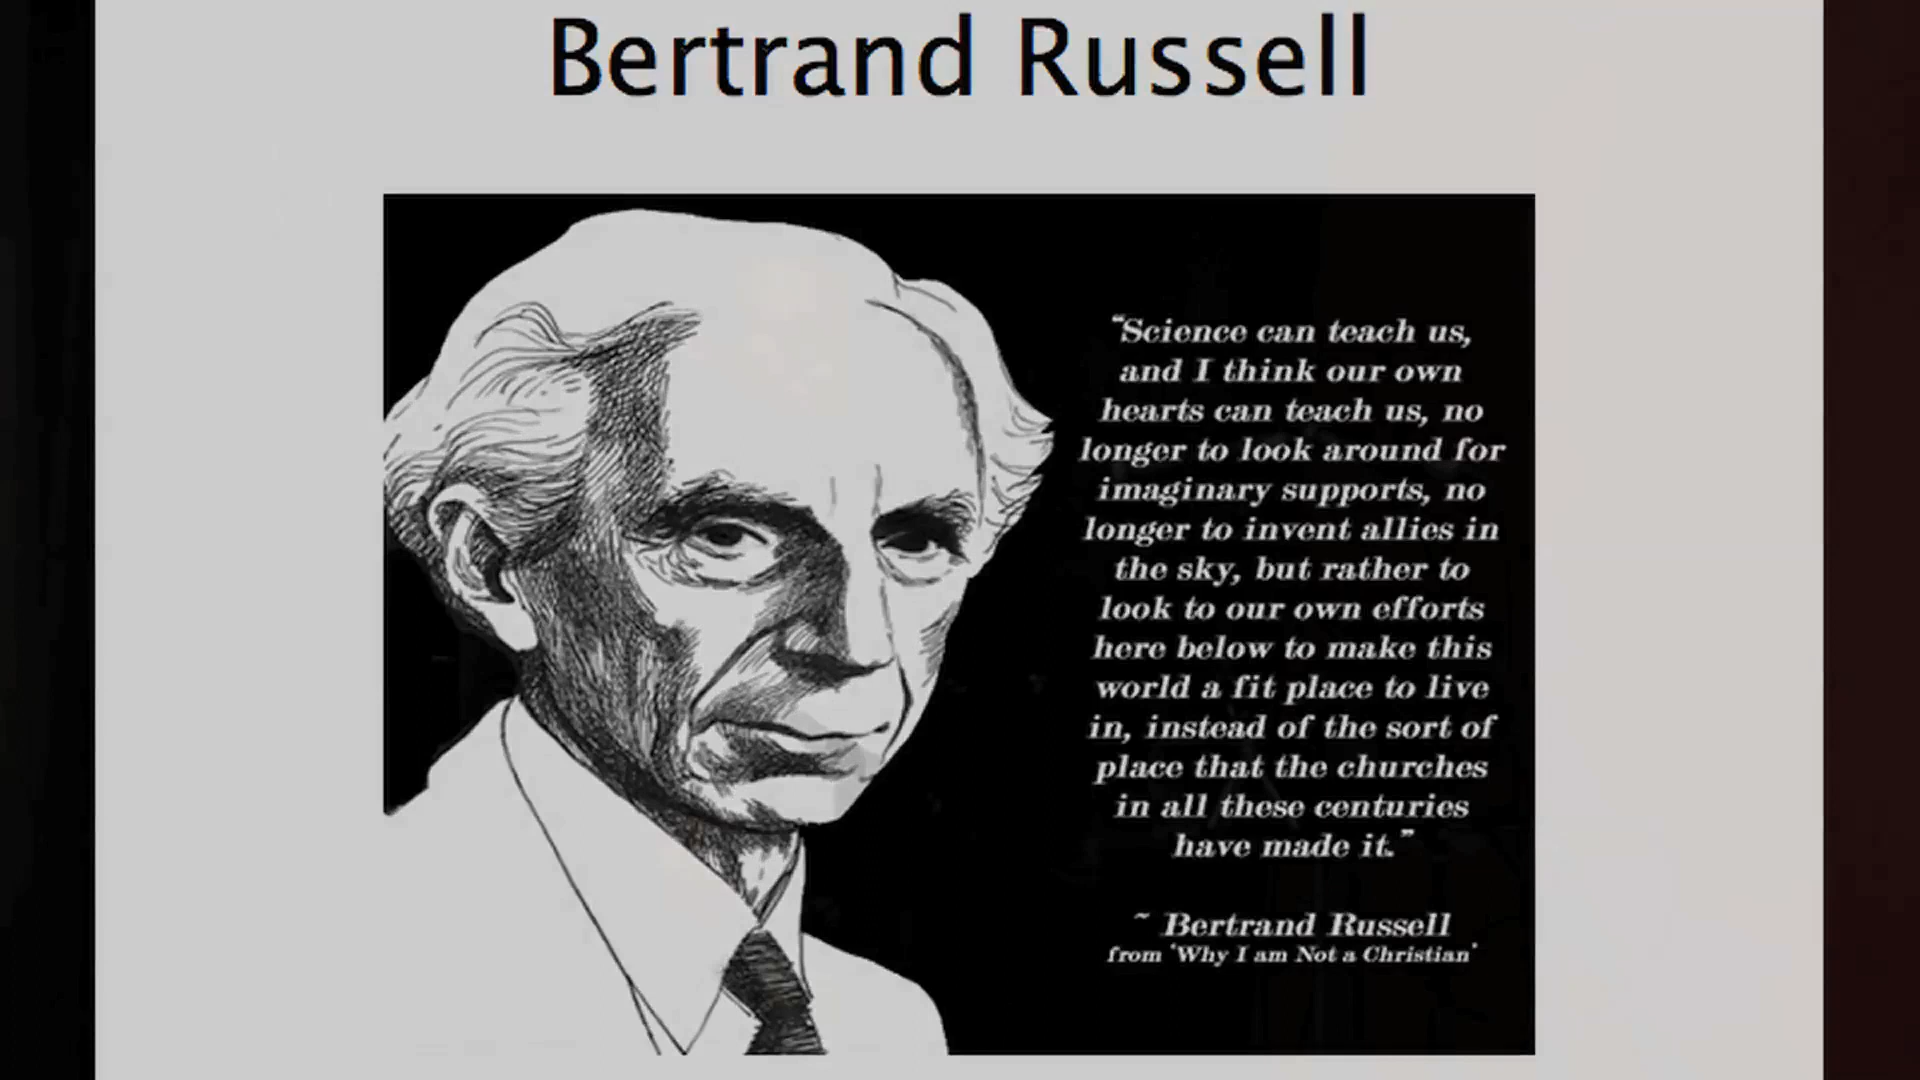 Bertrand Russell
“Science can teach us,
and I think our own
hearts can teach us, no
longer to look around for
imaginary supports, no
longer to invent allies in
the sky, but rather to
look to our own efforts
here below to make this
world a fit place to live
in, instead of the sort of
place that the churches
in all these centuries
have made it.”
~ Bertrand Russell
from 'Why I am Not a Christian'